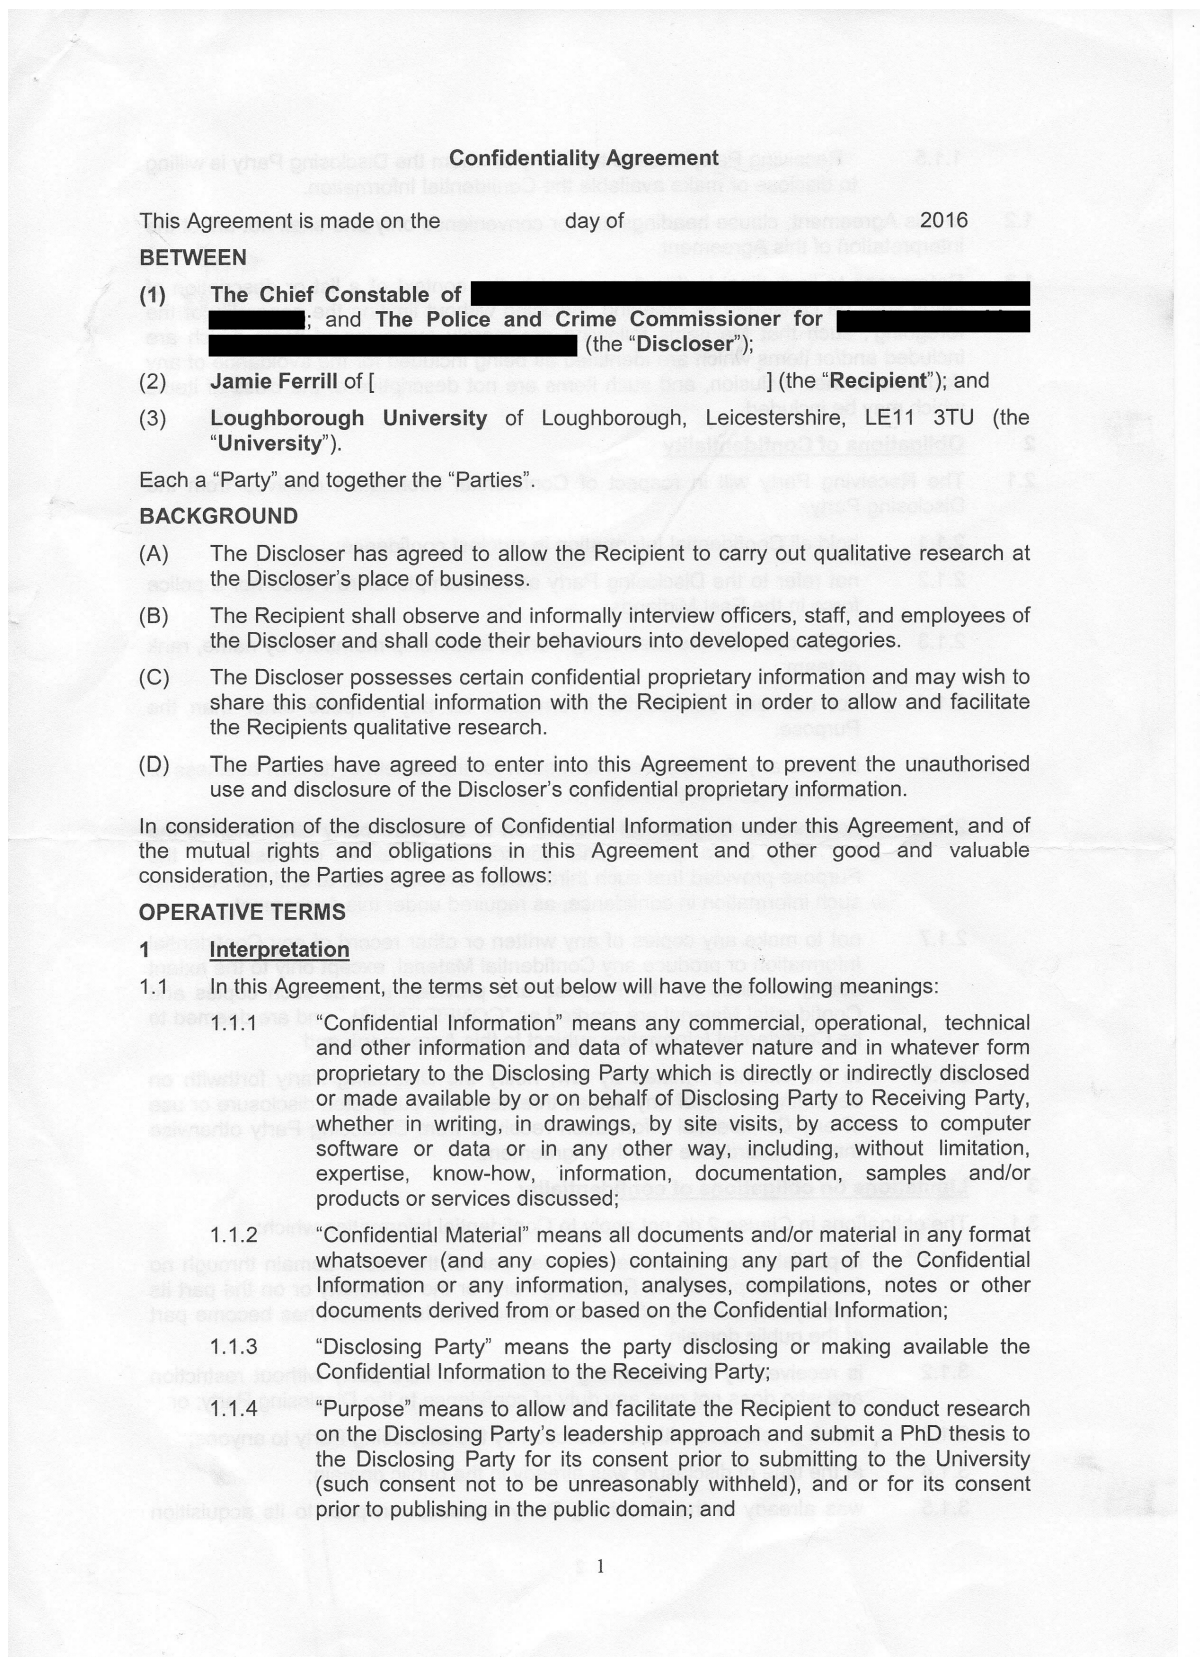 Confidentiality Agreement
This Agreement is made on the day of 2016
BETWEEN
(1) The Chief Constable of
; and The Police and Crime Commissioner for
(the “Discloser”);
(2) Jamie Ferrill of [ ] (the “Recipient”); and
(3) Loughborough University of Loughborough, Leicestershire, LE11 3TU (the
“University”).
Each a “Party” and together the “Parties”.
BACKGROUND
(A) The Discloser has agreed to allow the Recipient to carry out qualitative research at
the Discloser’s place of business.
(B) The Recipient shall observe and informally interview officers, staff, and employees of
the Discloser and shall code their behaviours into developed categories.
(C) The Discloser possesses certain confidential proprietary information and may wish to
share this confidential information with the Recipient in order to allow and facilitate
the Recipients qualitative research.
(D) The Parties have agreed to enter into this Agreement to prevent the unauthorised
use and disclosure of the Discloser’s confidential proprietary information.
In consideration of the disclosure of Confidential Information under this Agreement, and of
the mutual rights and obligations in this Agreement and other good and valuable
consideration, the Parties agree as follows:
OPERATIVE TERMS
1 Interpretation
1.1 In this Agreement, the terms set out below will have the following meanings:
1.1.1 “Confidential Information” means any commercial, operational, technical
and other information and data of whatever nature and in whatever form
proprietary to the Disclosing Party which is directly or indirectly disclosed
or made available by or on behalf of Disclosing Party to Receiving Party,
whether in writing, in drawings, by site visits, by access to computer
software or data or in any other way, including, without limitation,
expertise, know-how, information, documentation, samples and/or
products or services discussed;
1.1.2 “Confidential Material” means all documents and/or material in any format
whatsoever (and any copies) containing any part of the Confidential
Information or any information, analyses, compilations, notes or other
documents derived from or based on the Confidential Information;
1.1.3 “Disclosing Party” means the party disclosing or making available the
Confidential Information to the Receiving Party;
1.1.4 “Purpose” means to allow and facilitate the Recipient to conduct research
on the Disclosing Party’s leadership approach and submit a PhD thesis to
the Disclosing Party for its consent prior to submitting to the University
(such consent not to be unreasonably withheld), and or for its consent
prior to publishing in the public domain; and
1